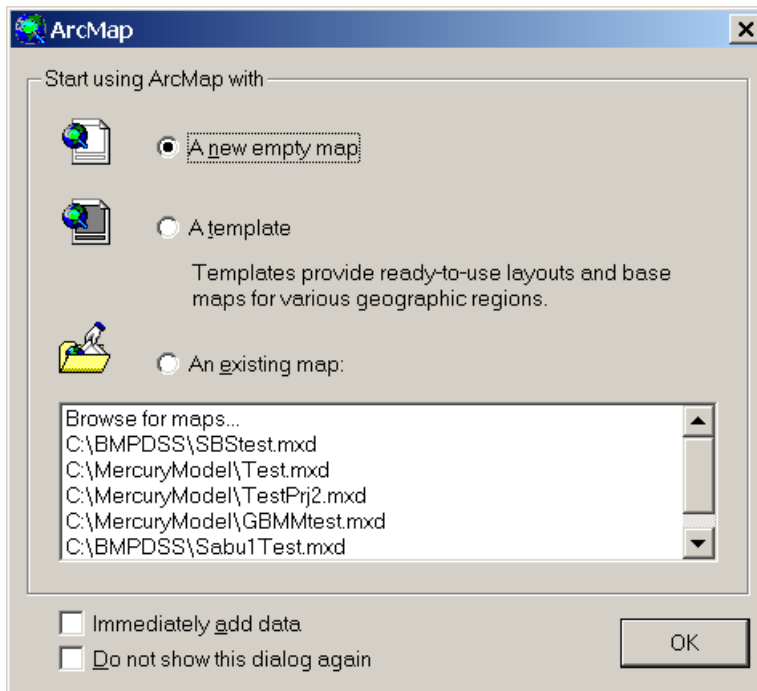 ArcMap
Start using ArcMap with
A new empty map
A template
Templates provide ready-to-use layouts and base
maps for various geographic regions.
An existing map:
Browse for maps...
C:\BMPDSS\SBStest.mxd
C:\MercuryModel\Test.mxd
C:\MercuryModel\TestPrj2.mxd
C:\MercuryModel\GBMMtest.mxd
C:\BMPDSS\Sabu1Test.mxd
Immediately add data
Do not show this dialog again
OK